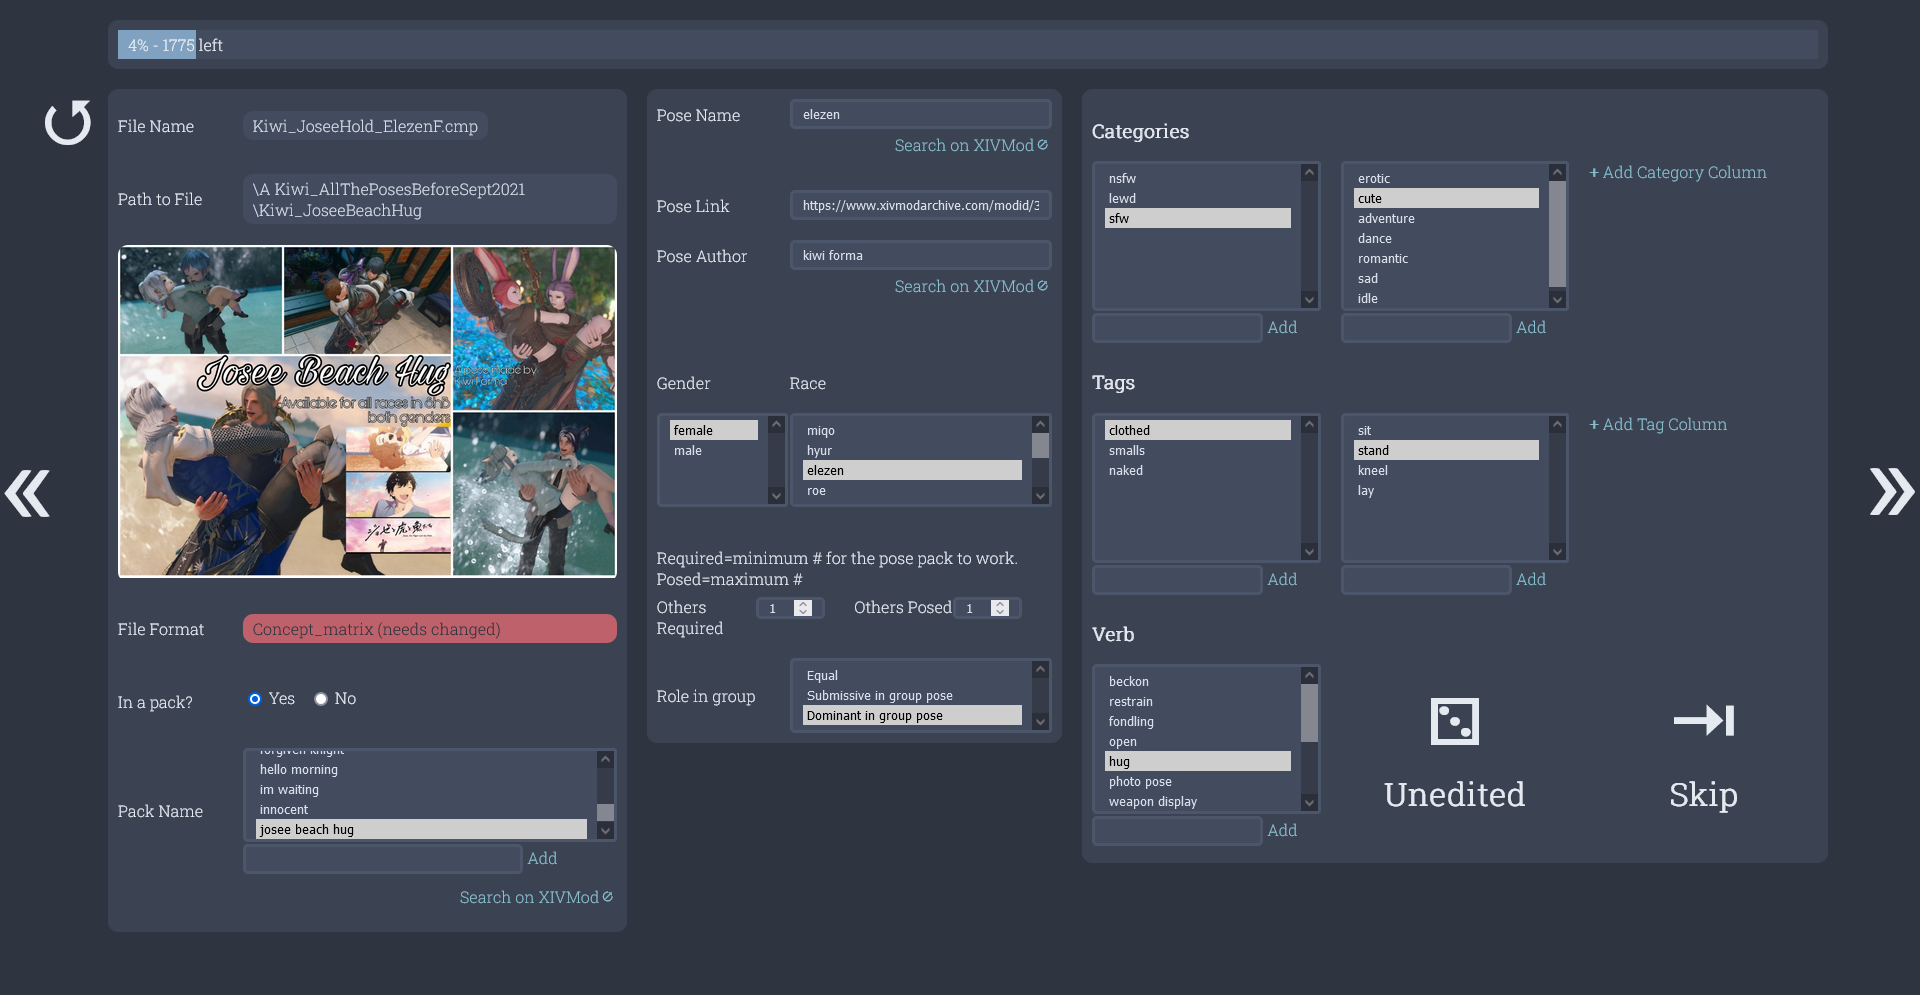 4% - 1775 left
File Name
Kiwi_JoseeHold_ElezenF.cmp
Path to File
\A Kiwi_AllThePosesBeforeSept2021
\Kiwi_JoseeBeachHug
Josee Beach Hug
Available for all races in both
both genders
Kiwi Forma
File Format
Concept_matrix (needs changed)
In a pack?
Yes
No
Pack Name
forgiven knight
hello morning
im waiting
innocent
josee beach hug
Add
Search on XIVMod
Pose Name
elezen
Search on XIVMod
Pose Link
https://www.xivmodarchive.com/modid/3
Pose Author
kiwi forma
Search on XIVMod
Gender
Race
female
male
miqo
hyur
elezen
roe
Required=minimum # for the pose pack to work.
Posed=maximum #
Others
Required
1
Others Posed
1
Role in group
Equal
Submissive in group pose
Dominant in group pose
Categories
nsfw
lewd
sfw
Add
erotic
cute
adventure
dance
romantic
sad
idle
Add
+ Add Category Column
Tags
clothed
smalls
naked
Add
sit
stand
kneel
lay
Add
+ Add Tag Column
Verb
beckon
restrain
fondling
open
hug
photo pose
weapon display
Add
Unedited
Skip